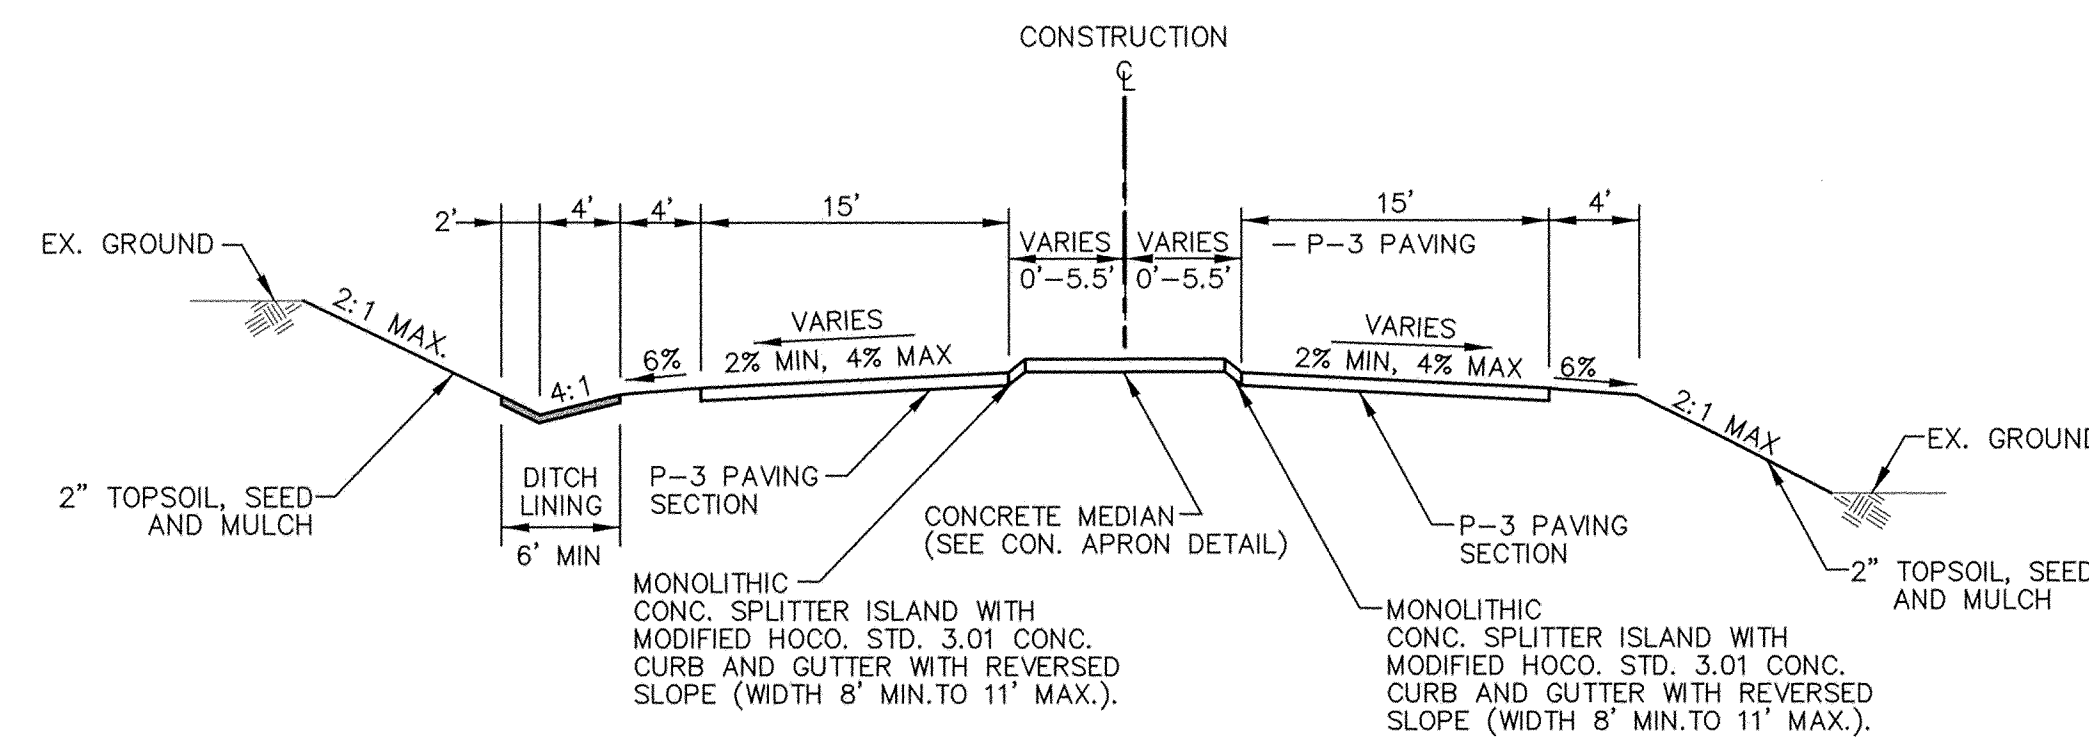 CONSTRUCTION
℄
2' 4' 4' 15' 15' 4'
EX. GROUND
VARIES VARIES
0'-5.5' 0'-5.5'
- P-3 PAVING
2:1 MAX.
VARIES
6% 2% MIN, 4% MAX
VARIES
2% MIN, 4% MAX 6%
4:1
2:1 MAX
EX. GROUND
2" TOPSOIL, SEED
AND MULCH
DITCH
LINING
6' MIN
P-3 PAVING
SECTION
CONCRETE MEDIAN
(SEE CON. APRON DETAIL)
P-3 PAVING
SECTION
2" TOPSOIL, SEED
AND MULCH
MONOLITHIC
CONC. SPLITTER ISLAND WITH
MODIFIED HOCO. STD. 3.01 CONC.
CURB AND GUTTER WITH REVERSED
SLOPE (WIDTH 8' MIN.TO 11' MAX.).
MONOLITHIC
CONC. SPLITTER ISLAND WITH
MODIFIED HOCO. STD. 3.01 CONC.
CURB AND GUTTER WITH REVERSED
SLOPE (WIDTH 8' MIN.TO 11' MAX.).